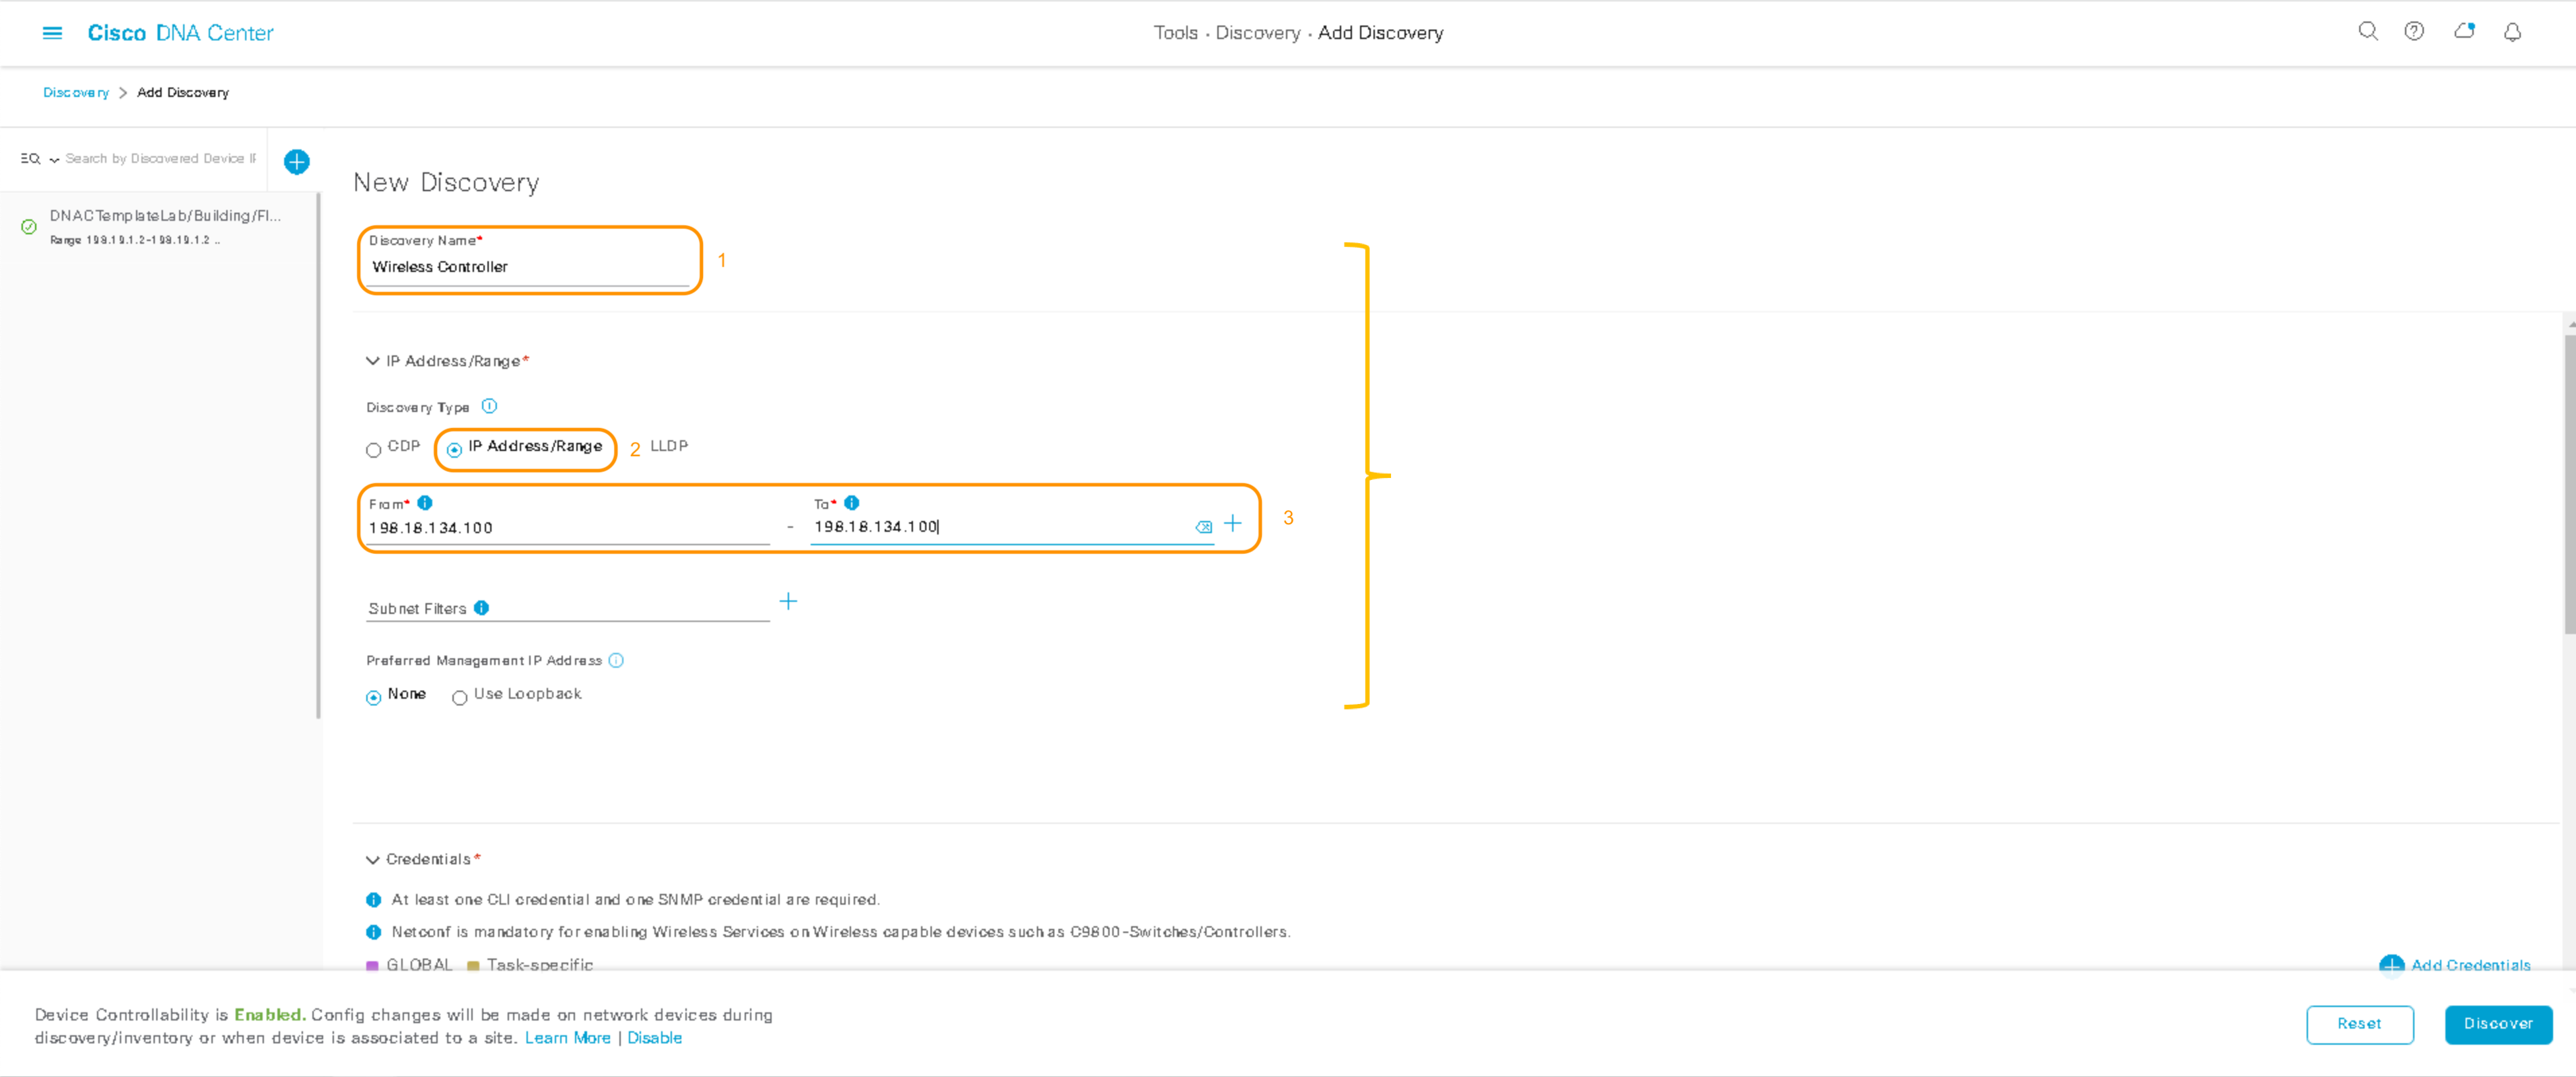 Cisco DNA Center
Tools · Discovery · Add Discovery
Discovery > Add Discovery
Search by Discovered Device IP
DNACTemplateLab/Building/Fl...
Range 198.19.1.2-198.19.1.2 ..
New Discovery
Discovery Name*
Wireless Controller
1
IP Address/Range*
Discovery Type
CDP IP Address/Range 2 LLDP
From* To*
198.18.134.100 - 198.18.134.100
3
Subnet Filters
Preferred Management IP Address
None Use Loopback
Credentials*
At least one CLI credential and one SNMP credential are required.
Netconf is mandatory for enabling Wireless Services on Wireless capable devices such as C9800-Switches/Controllers.
GLOBAL Task-specific
Add Credentials
Device Controllability is Enabled. Config changes will be made on network devices during
discovery/inventory or when device is associated to a site. Learn More | Disable
Reset
Discover